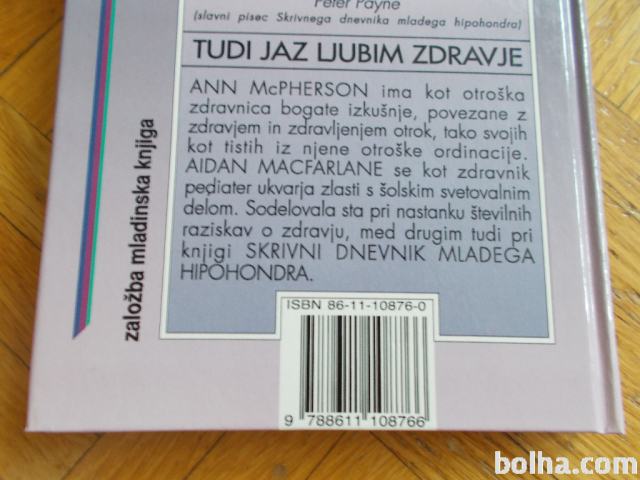 Peter Payne
(slavni pisec Skrivnega dnevnika mladega hipohondra)
TUDI JAZ LJUBIM ZDRAVJE
ANN McPHERSON ima kot otroška
zdravnica bogate izkušnje, povezane z
zdravjem in zdravljenjem otrok, tako svojih
kot tistih iz njene otroške ordinacije.
AIDAN MACFARLANE se kot zdravnik
pediater ukvarja zlasti s šolskim svetovalnim
delom. Sodelovala sta pri nastanku številnih
raziskav o zdravju, med drugim tudi pri
knjigi SKRIVNI DNEVNIK MLADEGA
HIPOHONDRA.
založba mladinska knjiga
ISBN 86-11-10876-0
9 788611 108766
bolha.com